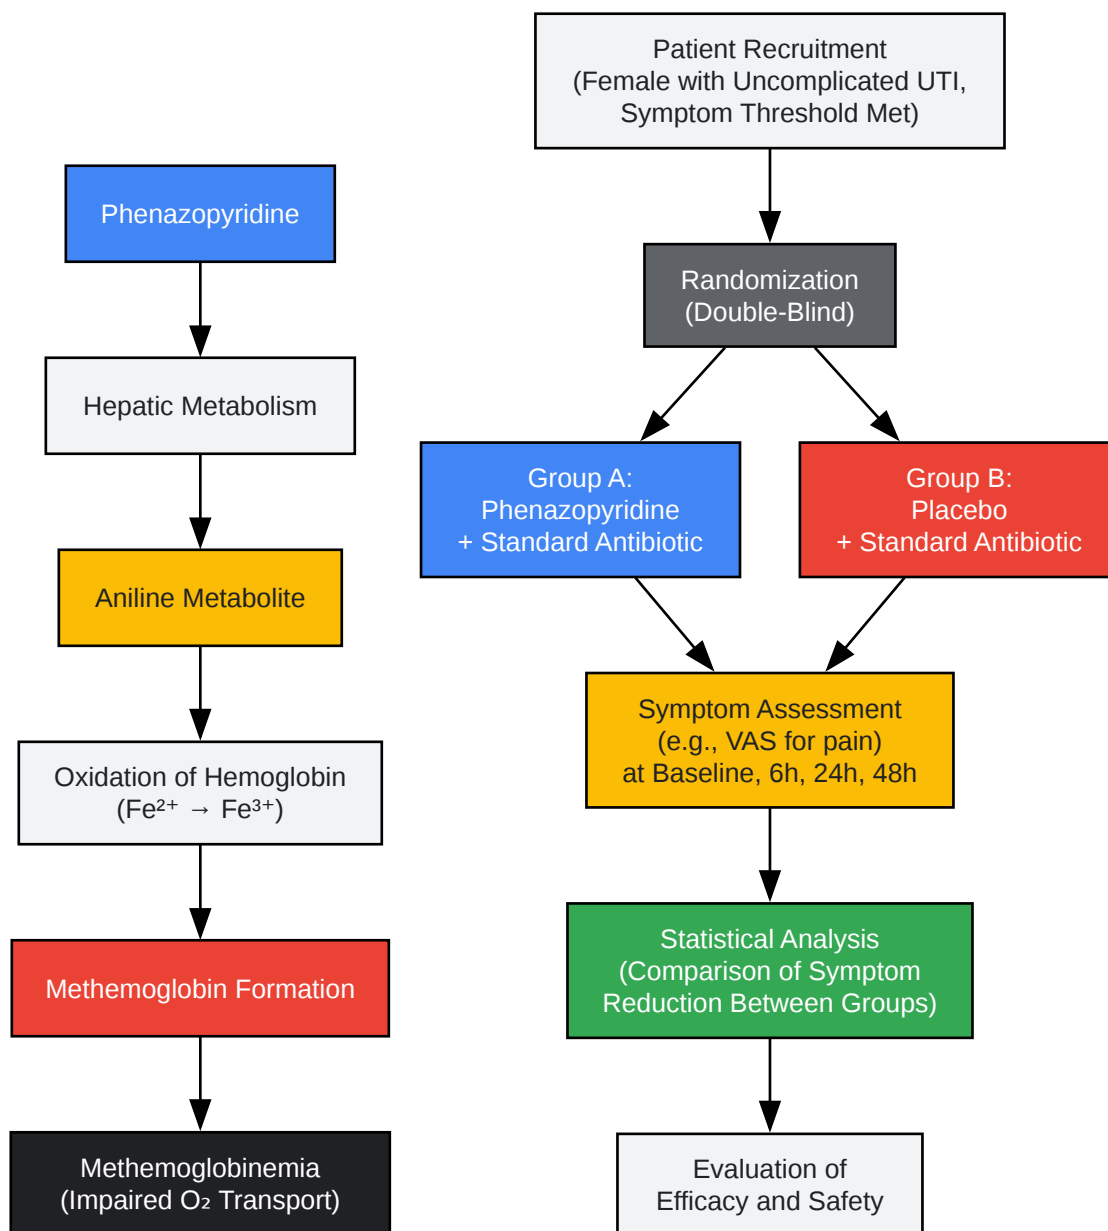 Phenazopyridine
Hepatic Metabolism
Aniline Metabolite
Oxidation of Hemoglobin
(Fe²⁺ → Fe³⁺)
Methemoglobin Formation
Methemoglobinemia
(Impaired O₂ Transport)
Patient Recruitment
(Female with Uncomplicated UTI,
Symptom Threshold Met)
Randomization
(Double-Blind)
Group A:
Phenazopyridine
+ Standard Antibiotic
Group B:
Placebo
+ Standard Antibiotic
Symptom Assessment
(e.g., VAS for pain)
at Baseline, 6h, 24h, 48h
Statistical Analysis
(Comparison of Symptom
Reduction Between Groups)
Evaluation of
Efficacy and Safety